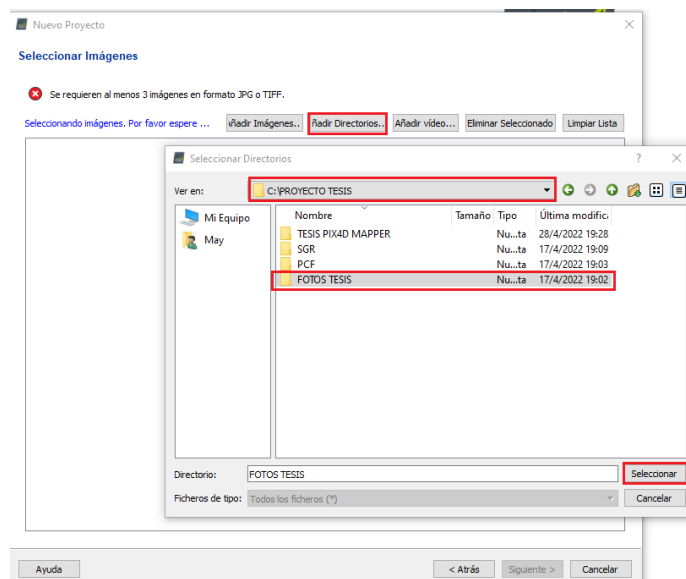 Nuevo Proyecto
Seleccionar Imágenes
Se requieren al menos 3 imágenes en formato JPG o TIFF.
Seleccionando imágenes. Por favor espere ... ñadir Imágenes.. ñadir Directorios.. Añadir vídeo... Eliminar Seleccionado Limpiar Lista
Seleccionar Directorios ?
Ver en: C:\PROYECTO TESIS
Mi Equipo
May
Nombre Tamaño Tipo Última modific
TESIS PIX4D MAPPER Nu...ta 28/4/2022 19:28
SGR Nu...ta 17/4/2022 19:09
PCF Nu...ta 17/4/2022 19:03
FOTOS TESIS Nu...ta 17/4/2022 19:02
Directorio: FOTOS TESIS Seleccionar
Ficheros de tipo: Todos los ficheros (*) Cancelar
Ayuda < Atrás Siguiente > Cancelar